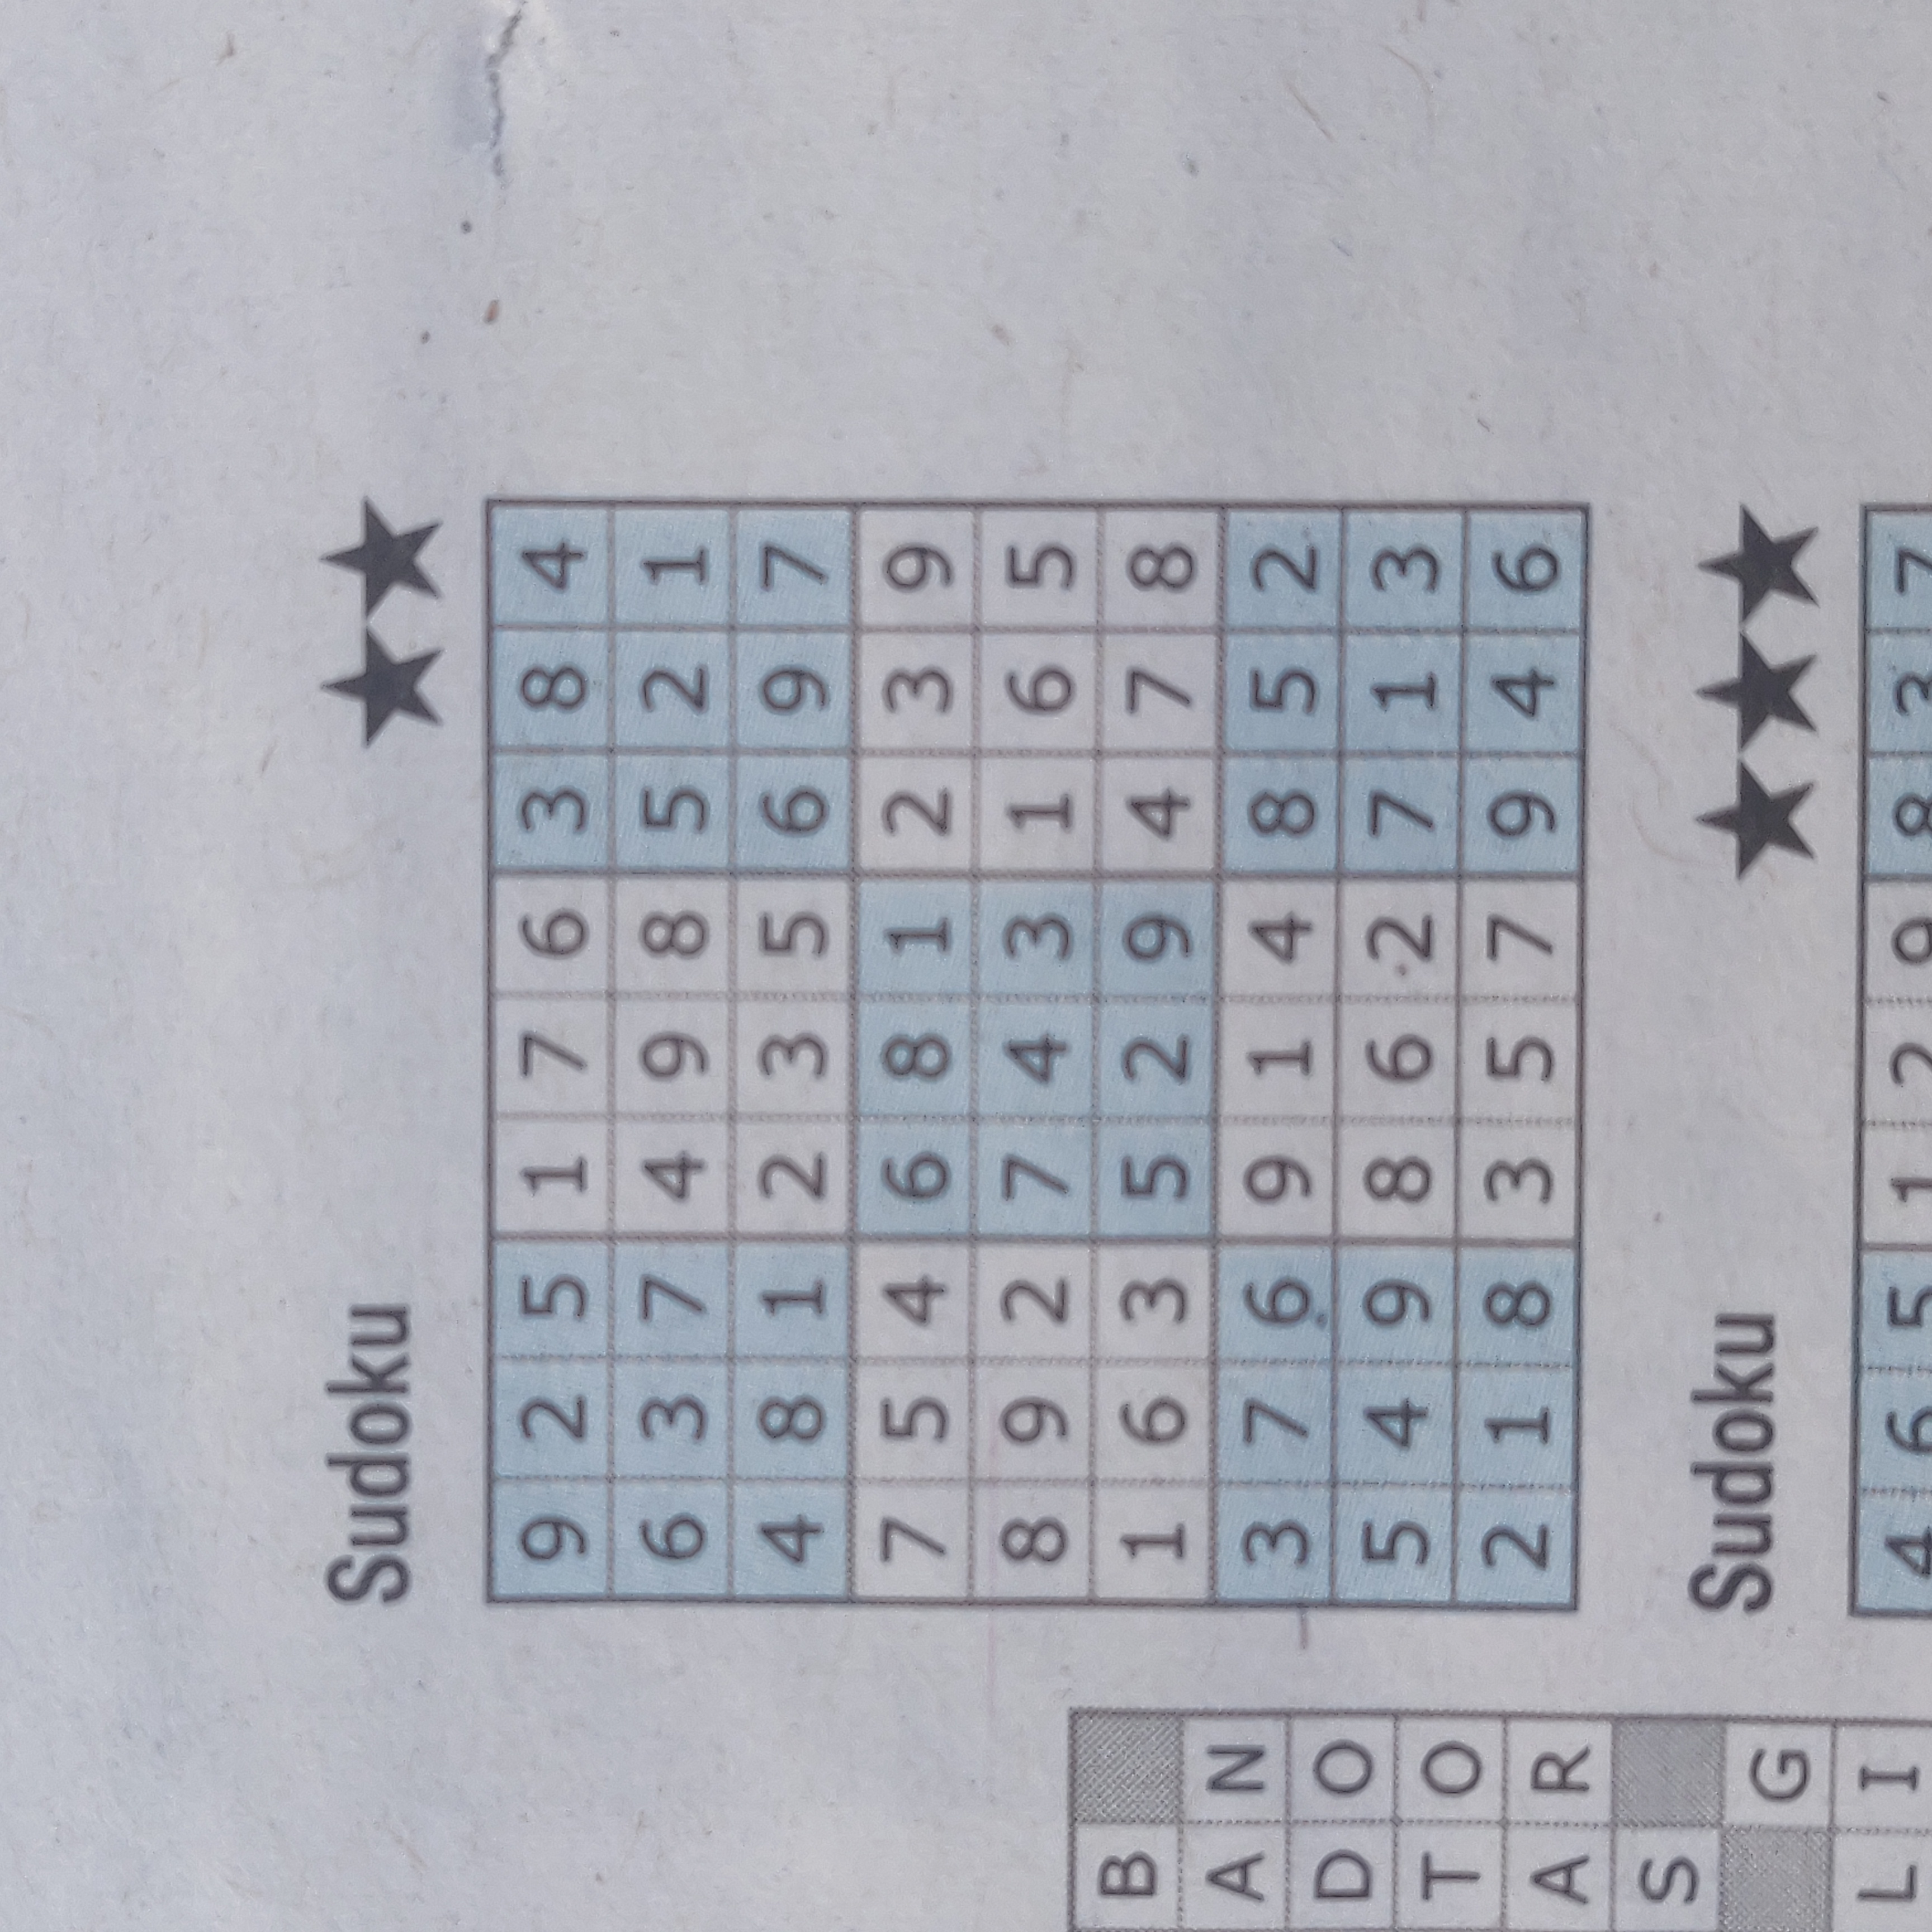 Sudoku ★★
9 2 5 1 7 6 3 8 4
6 3 7 4 9 8 5 2 1
4 8 1 2 3 5 6 9 7
7 5 4 6 8 1 2 3 9
8 9 2 7 4 3 1 6 5
1 6 3 5 2 9 4 7 8
3 7 6 9 1 4 8 5 2
5 4 9 8 6 2 7 1 3
2 1 8 3 5 7 9 4 6
B
A N
D O
T O
A R
S
G
L I
Sudoku ★★★
4 6 5 1 2 9 8 3 7